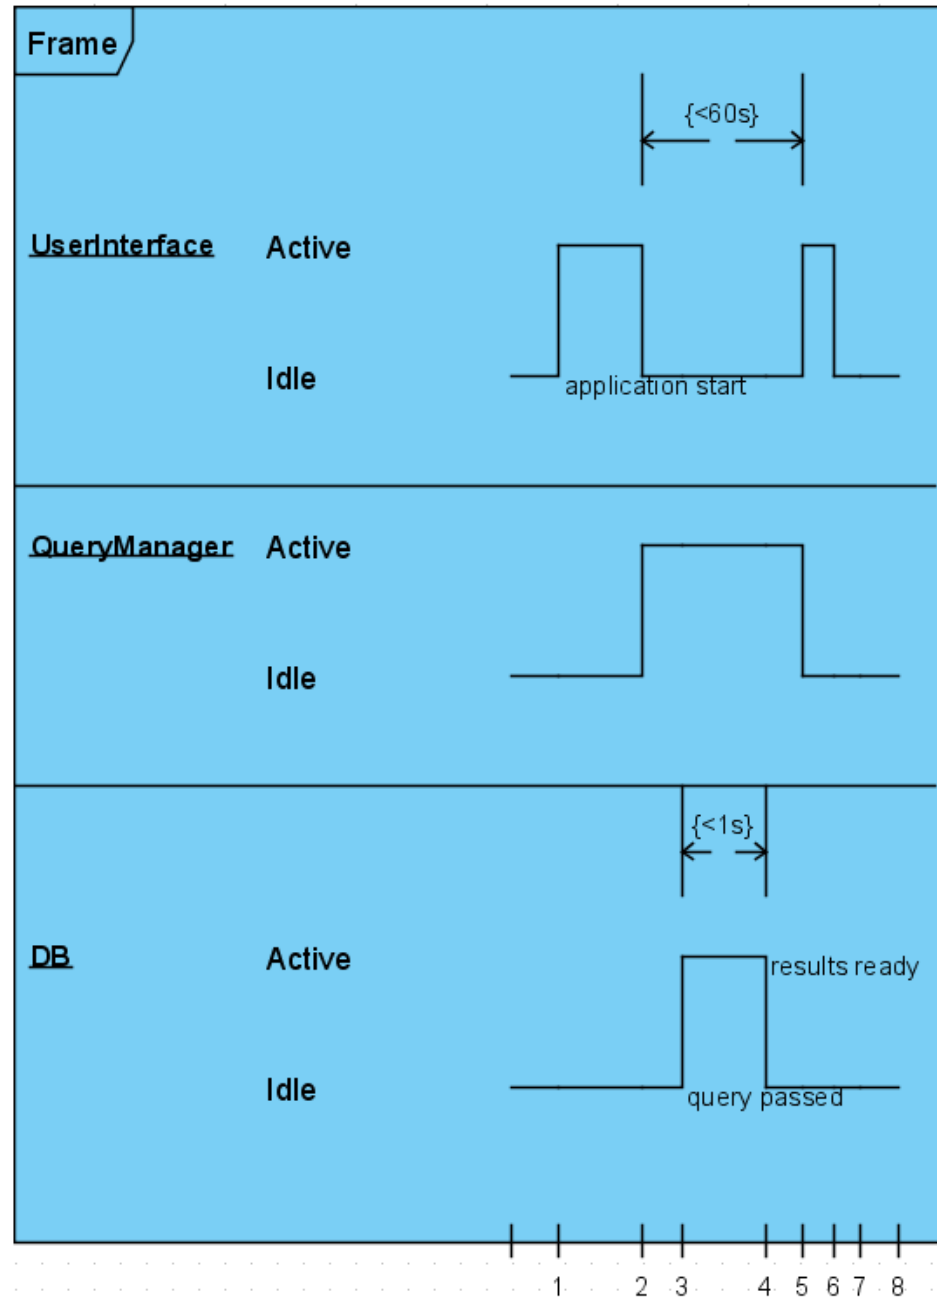 Frame
{<60s}
UserInterface Active
Idle
application start
QueryManager Active
Idle
{<1s}
DB Active
results ready
Idle
query passed
1 2 3 4 5 6 7 8